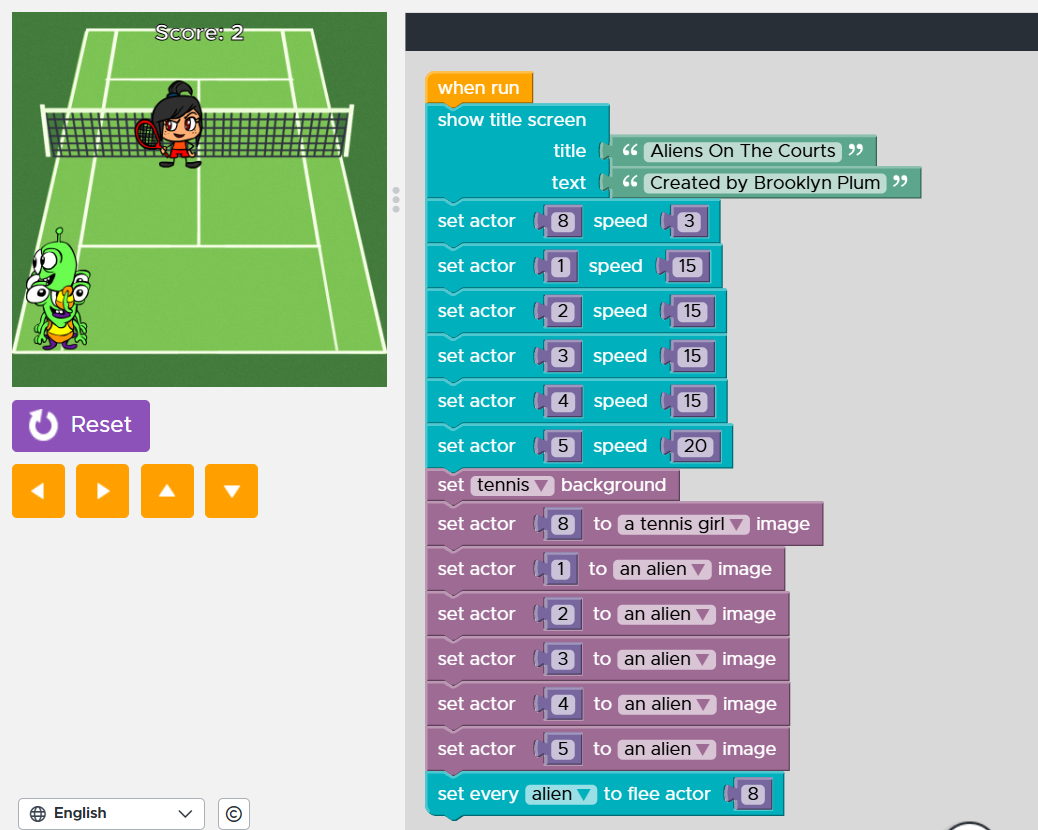 Score: 2
Reset
English
©
when run
show title screen
title “ Aliens On The Courts ”
text “ Created by Brooklyn Plum ”
set actor 8 speed 3
set actor 1 speed 15
set actor 2 speed 15
set actor 3 speed 15
set actor 4 speed 15
set actor 5 speed 20
set tennis background
set actor 8 to a tennis girl image
set actor 1 to an alien image
set actor 2 to an alien image
set actor 3 to an alien image
set actor 4 to an alien image
set actor 5 to an alien image
set every alien to flee actor 8